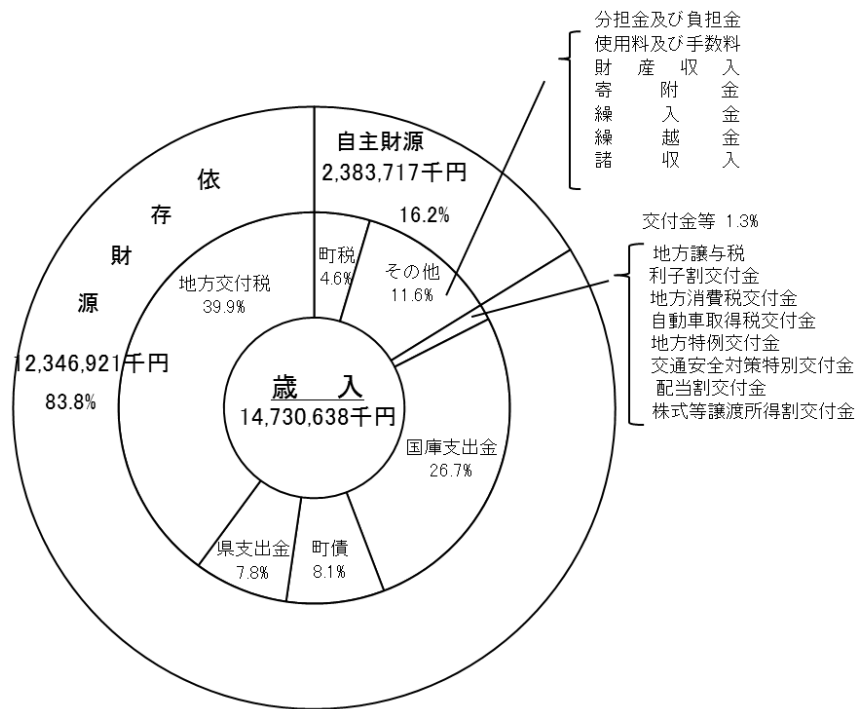 分担金及び負担金
使用料及び手数料
財産収入
寄附金
繰入金
繰越金
諸収入
自主財源
2,383,717千円
16.2%
依存財源
12,346,921千円
83.8%
交付金等 1.3%
地方譲与税
利子割交付金
地方消費税交付金
自動車取得税交付金
地方特例交付金
交通安全対策特別交付金
配当割交付金
株式等譲渡所得割交付金
町税
4.6%
その他
11.6%
地方交付税
39.9%
歳入
14,730,638千円
国庫支出金
26.7%
県支出金
7.8%
町債
8.1%